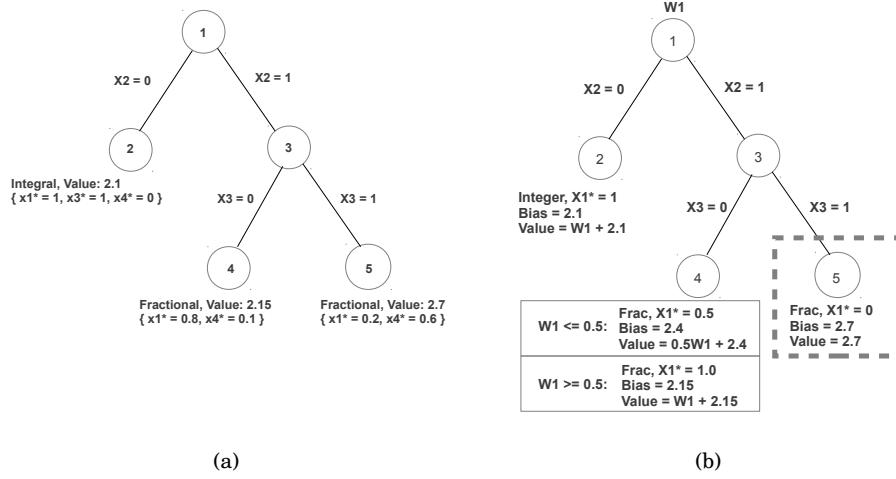 1
X2 = 0
X2 = 1
2
3
Integral, Value: 2.1
{ x1* = 1, x3* = 1, x4* = 0 }
X3 = 0
X3 = 1
4
5
Fractional, Value: 2.15
{ x1* = 0.8, x4* = 0.1 }
Fractional, Value: 2.7
{ x1* = 0.2, x4* = 0.6 }
(a)
W1
1
X2 = 0
X2 = 1
2
3
Integer, X1* = 1
Bias = 2.1
Value = W1 + 2.1
X3 = 0
X3 = 1
4
5
W1 <= 0.5:
Frac, X1* = 0.5
Bias = 2.4
Value = 0.5W1 + 2.4
W1 >= 0.5:
Frac, X1* = 1.0
Bias = 2.15
Value = W1 + 2.15
Frac, X1* = 0
Bias = 2.7
Value = 2.7
(b)